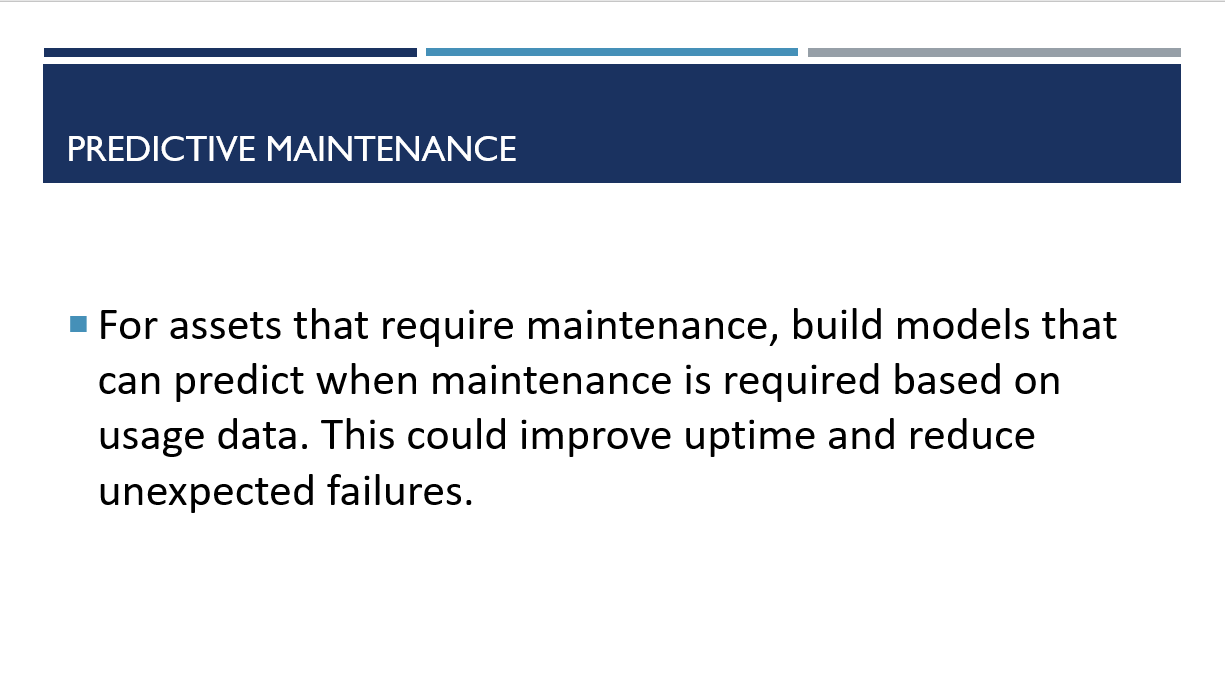 PREDICTIVE MAINTENANCE
For assets that require maintenance, build models that
can predict when maintenance is required based on
usage data. This could improve uptime and reduce
unexpected failures.